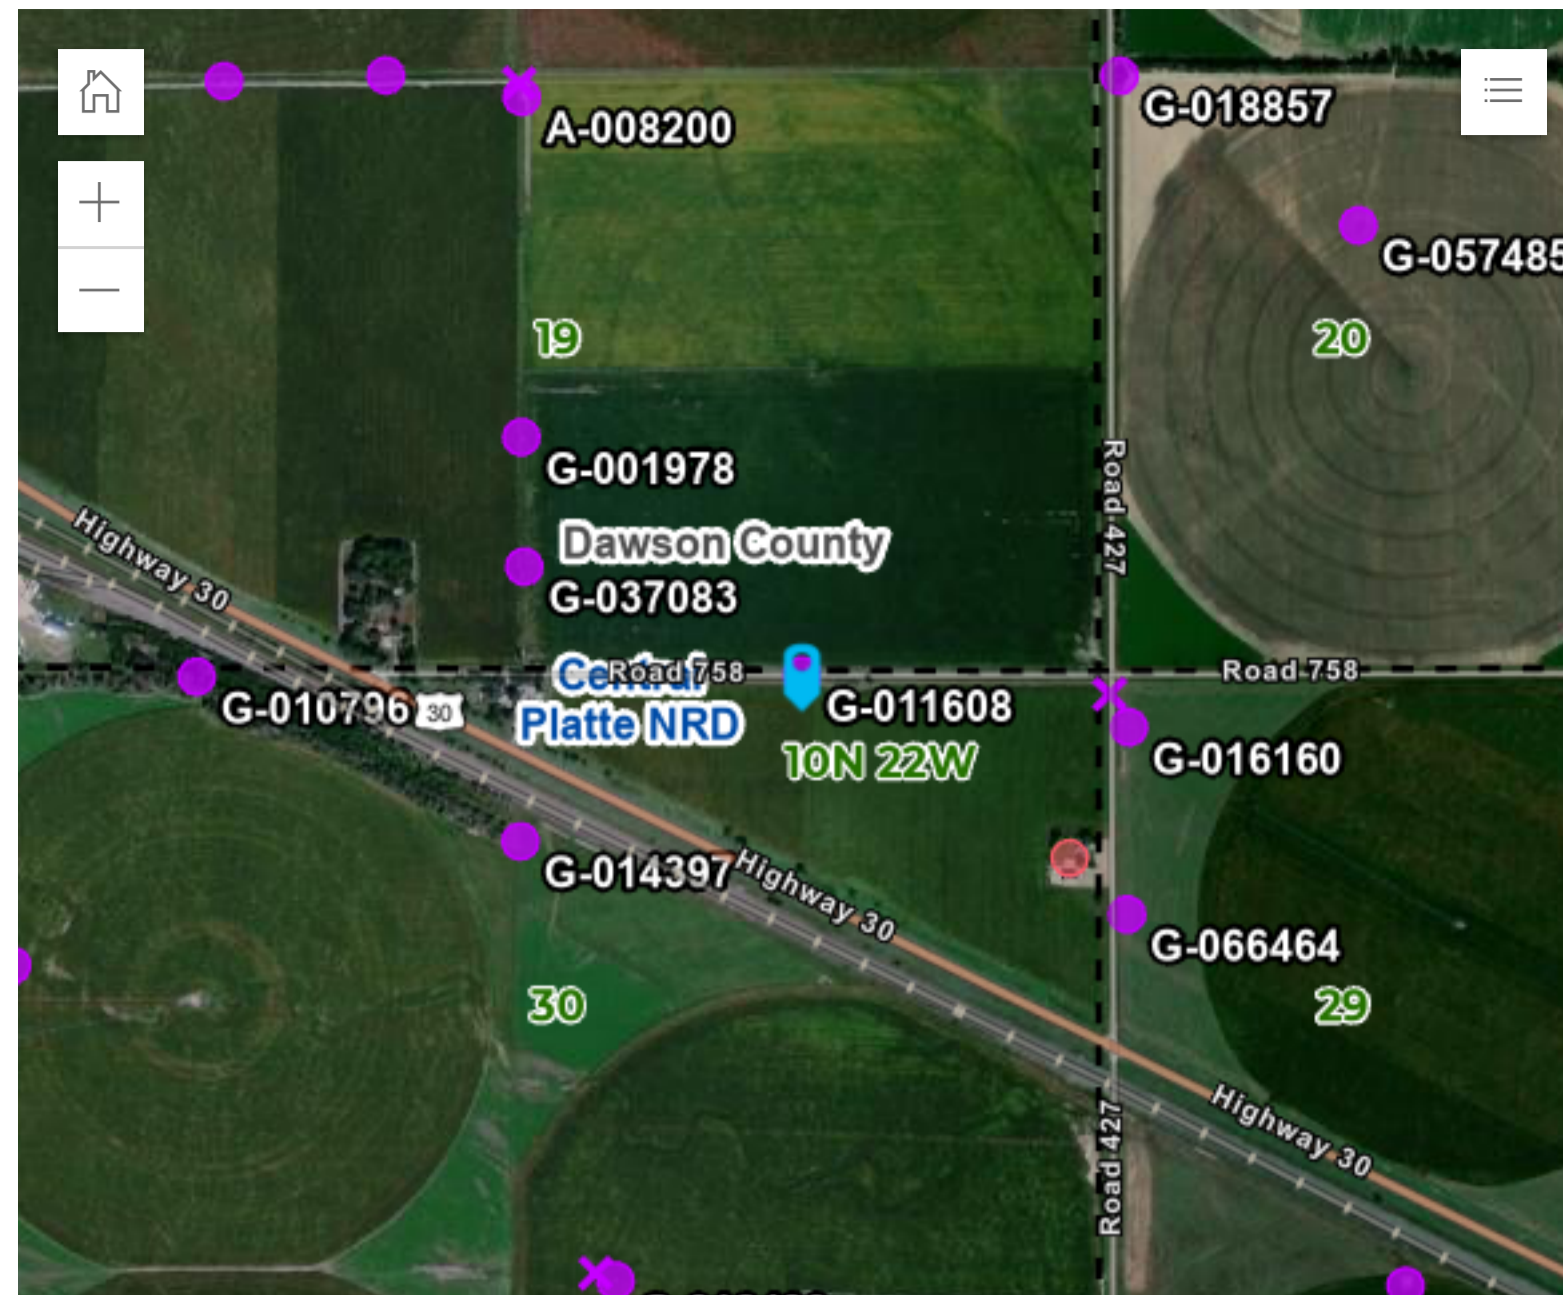 G-018857
A-008200
G-057485
19
20
G-001978
Road 427
Highway 30
Dawson County
G-037083
Central
Platte NRD
Road 758
Road 758
G-010796
30
G-011608
10N 22W
G-016160
G-014397
Highway 30
G-066464
30
29
Highway 30
Road 427